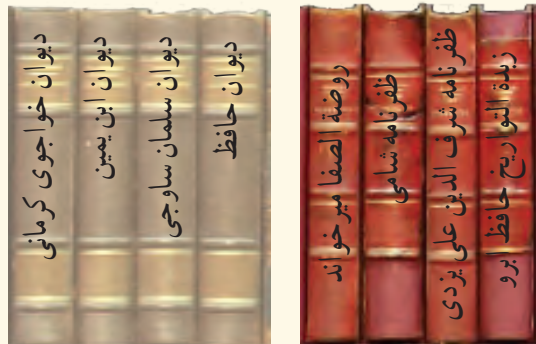 زبدة التواریخ حافظ ابرو
ظفرنامه شرف الدین علی یزدی
ظفرنامه شامی
روضة الصفا میرخواند
دیوان حافظ
دیوان سلمان ساوجی
دیوان ابن یمین
دیوان خواجوی کرمانی